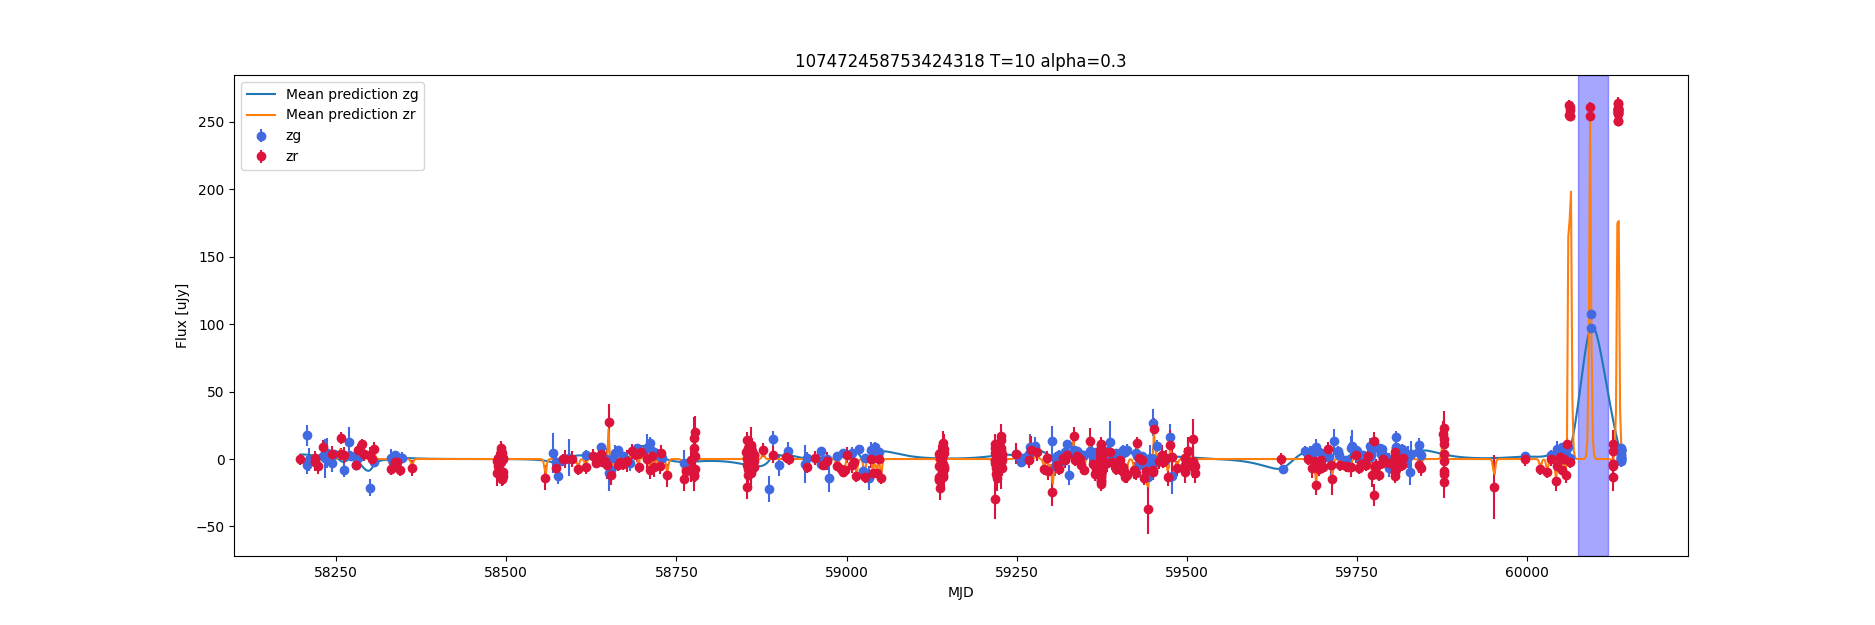 107472458753424318 T=10 alpha=0.3
Mean prediction zg
Mean prediction zr
zg
zr
Flux [uJy]
250
200
150
100
50
0
−50
58250
58500
58750
59000
59250
59500
59750
60000
MJD